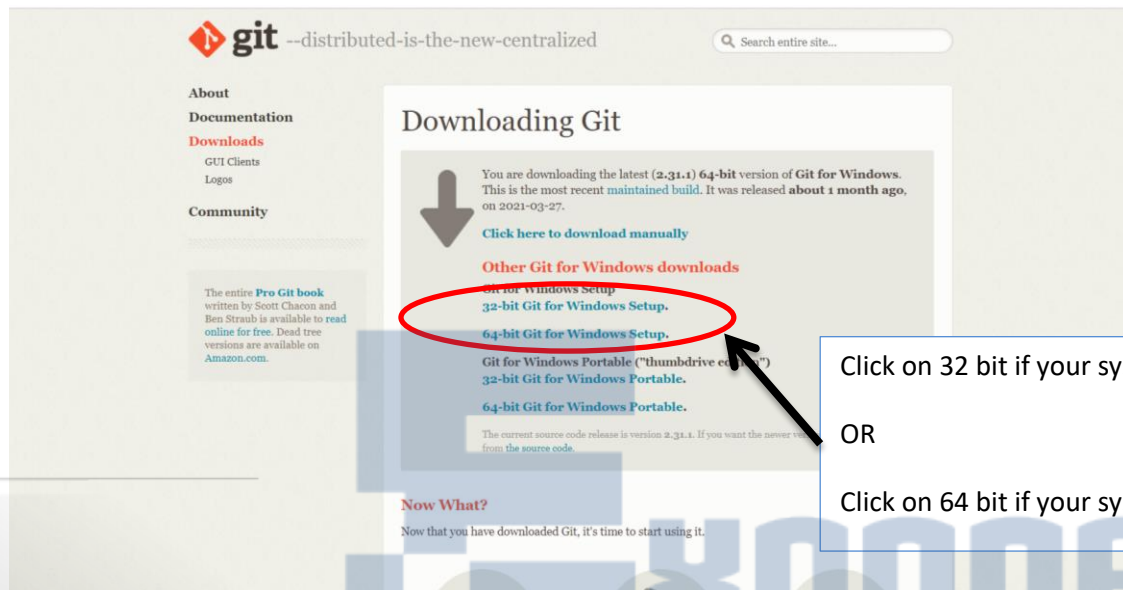 git --distributed-is-the-new-centralized
Search entire site...
About
Documentation
Downloads
GUI Clients
Logos
Community
The entire Pro Git book
written by Scott Chacon and
Ben Straub is available to read
online for free. Dead tree
versions are available on
Amazon.com.
Downloading Git
You are downloading the latest (2.31.1) 64-bit version of Git for Windows.
This is the most recent maintained build. It was released about 1 month ago,
on 2021-03-27.
Click here to download manually
Other Git for Windows downloads
Git for Windows Setup
32-bit Git for Windows Setup.
64-bit Git for Windows Setup.
Git for Windows Portable ("thumbdrive edition")
32-bit Git for Windows Portable.
64-bit Git for Windows Portable.
The current source code release is version 2.31.1. If you want the newer
from the source code.
Now What?
Now that you have downloaded Git, it's time to start using it.
Click on 32 bit if your sy
OR
Click on 64 bit if your sy